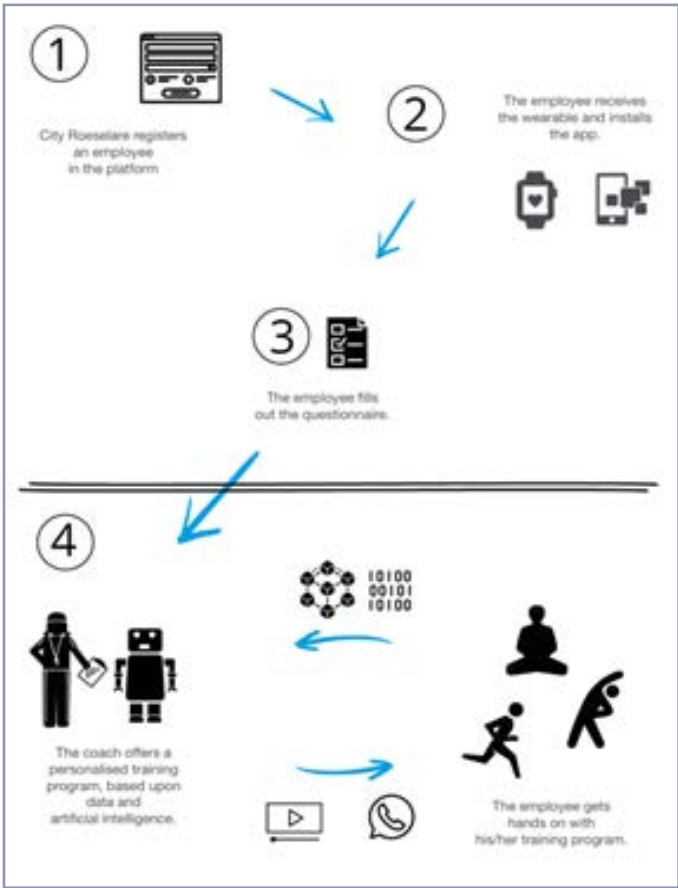 1
City Roeselare registers
an employee
in the platform
2
The employee receives
the wearable and installs
the app.
3
The employee fills
out the questionnaire.
4
10100
00101
10100
The coach offers a
personalised training
program, based upon
data and
artificial intelligence.
The employee gets
hands on with
his/her training program.